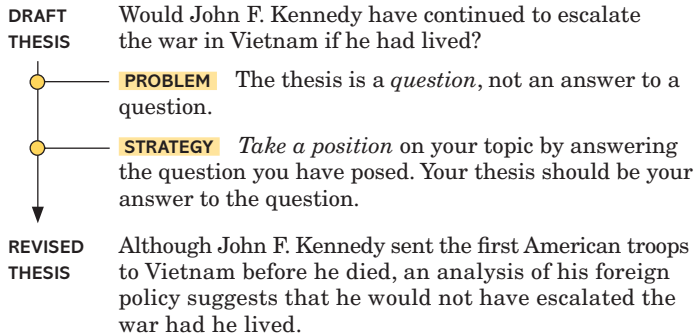 DRAFT THESIS
Would John F. Kennedy have continued to escalate
the war in Vietnam if he had lived?
PROBLEM The thesis is a question, not an answer to a
question.
STRATEGY Take a position on your topic by answering
the question you have posed. Your thesis should be your
answer to the question.
REVISED THESIS
Although John F. Kennedy sent the first American troops
to Vietnam before he died, an analysis of his foreign
policy suggests that he would not have escalated the
war had he lived.